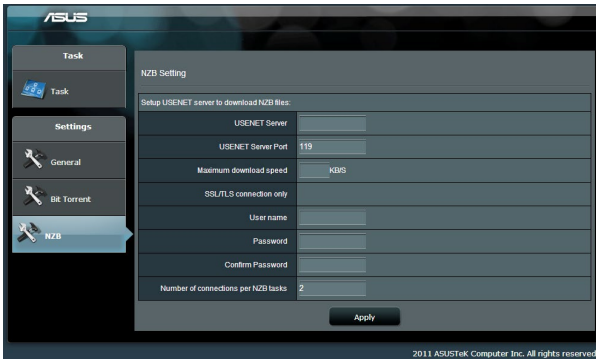 ASUS
Task
Task
Settings
General
Bit Torrent
NZB
NZB Setting
Setup USENET server to download NZB files:
USENET Server
USENET Server Port 119
Maximum download speed KB/S
SSL/TLS connection only
User name
Password
Confirm Password
Number of connections per NZB tasks 2
Apply
2011 ASUSTeK Computer Inc. All rights reserved